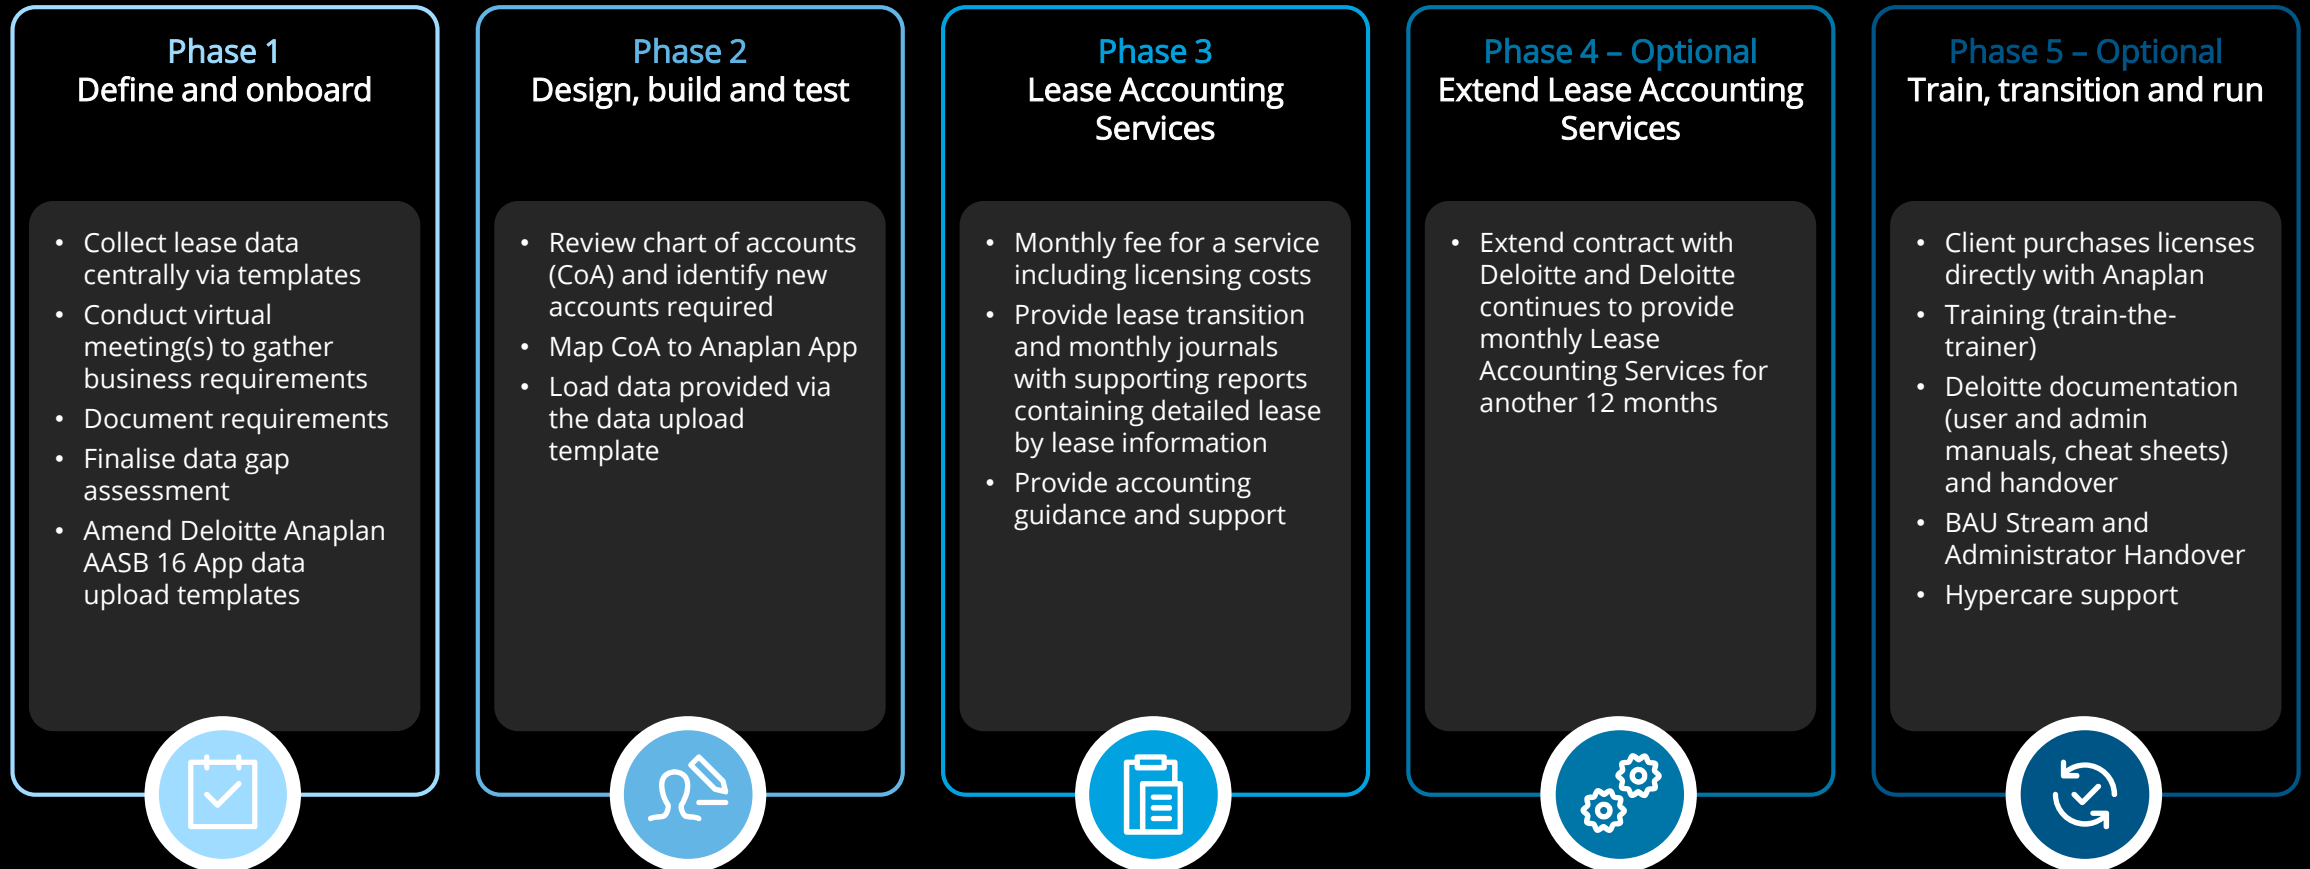 Phase 1
Define and onboard
• Collect lease data
centrally via templates
• Conduct virtual
meeting(s) to gather
business requirements
• Document requirements
• Finalise data gap
assessment
• Amend Deloitte Anaplan
AASB 16 App data
upload templates
Phase 2
Design, build and test
• Review chart of accounts
(CoA) and identify new
accounts required
• Map CoA to Anaplan App
• Load data provided via
the data upload
template
Phase 3
Lease Accounting
Services
• Monthly fee for a service
including licensing costs
• Provide lease transition
and monthly journals
with supporting reports
containing detailed lease
by lease information
• Provide accounting
guidance and support
Phase 4 – Optional
Extend Lease Accounting
Services
• Extend contract with
Deloitte and Deloitte
continues to provide
monthly Lease
Accounting Services for
another 12 months
Phase 5 – Optional
Train, transition and run
• Client purchases licenses
directly with Anaplan
• Training (train-the-
trainer)
• Deloitte documentation
(user and admin
manuals, cheat sheets)
and handover
• BAU Stream and
Administrator Handover
• Hypercare support